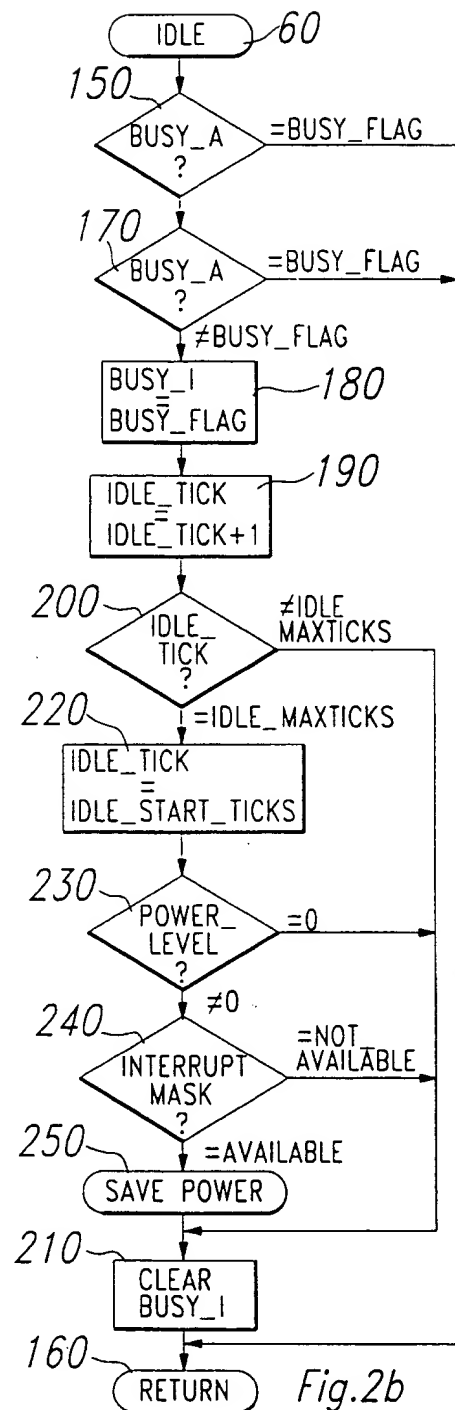 IDLE
60
150
BUSY_A
?
=BUSY_FLAG
170
BUSY_A
?
=BUSY_FLAG
≠BUSY_FLAG
BUSY_I
=
BUSY_FLAG
180
IDLE_TICK
=
IDLE_TICK+1
190
200
IDLE_
TICK
?
≠IDLE
MAXTICKS
=IDLE_MAXTICKS
220
IDLE_TICK
=
IDLE_START_TICKS
230
POWER_
LEVEL
?
=0
≠0
240
INTERRUPT
MASK
?
=NOT_
AVAILABLE
=AVAILABLE
250
SAVE POWER
210
CLEAR
BUSY_I
160
RETURN
Fig.2b